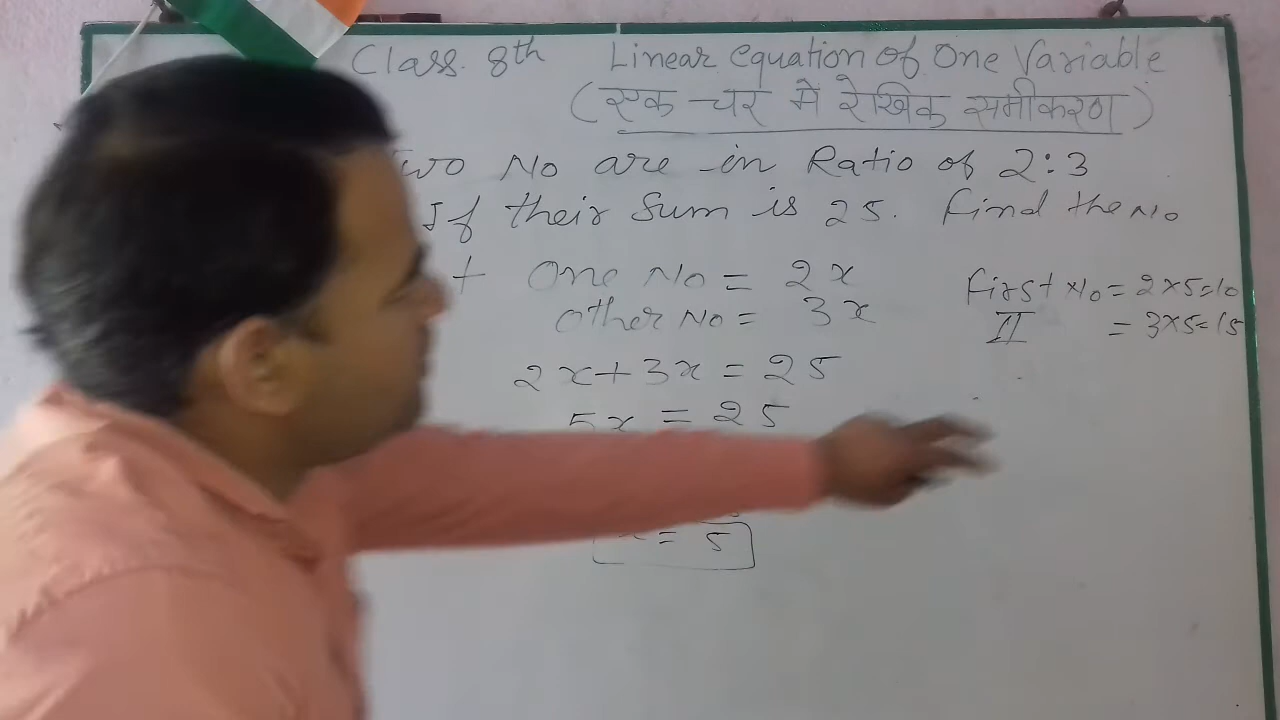 Class. 8th Linear equation of One Variable
(एक चर में रैखिक समीकरण)
Two No are in Ratio of 2:3
If their Sum is 25. Find the No
One No = 2x
Other No = 3x
2x+3x = 25
5x = 25
x = 5
First No = 2×5=10
II = 3×5=15